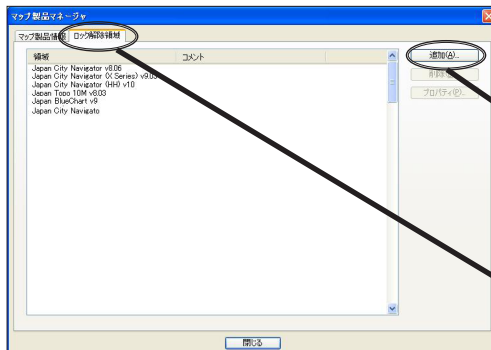 マップ製品マネージャ
マップ製品情報 ロック解除領域
領域 コメント
Japan City Navigator v8.06
Japan City Navigator (X Series) v9.03
Japan City Navigator (HH) v10
Japan Topo 10M v8.03
Japan BlueChart v9
Japan City Navigato
追加(A)...
削除
プロパティ(P)...
閉じる